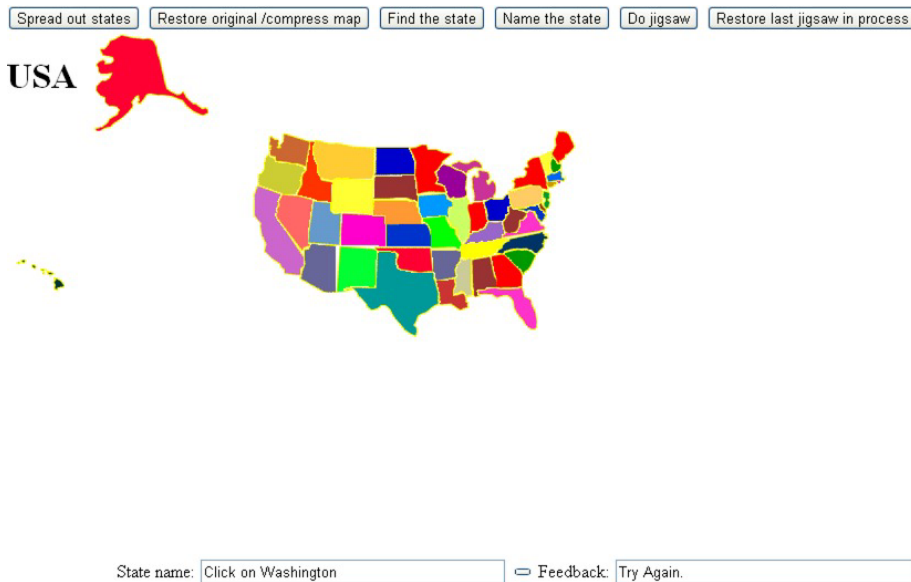 Spread out states Restore original /compress map Find the state Name the state Do jigsaw Restore last jigsaw in process
USA
State name: Click on Washington Feedback: Try Again.